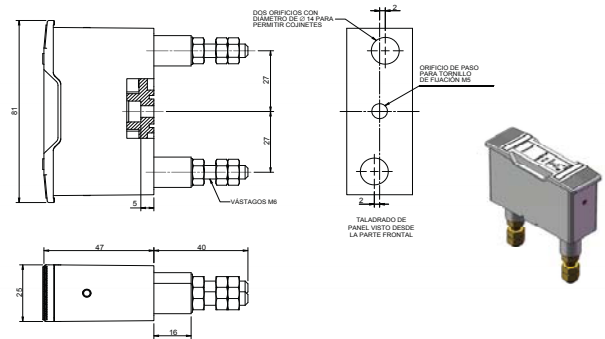 DOS ORIFICIOS CON
DIÁMETRO DE Ø 14 PARA
PERMITIR COJINETES
2
81
27
27
ORIFICIO DE PASO
PARA TORNILLO
DE FIJACIÓN M5
5
VÁSTAGOS M6
2
TALADRADO DE
PANEL VISTO DESDE
LA PARTE FRONTAL
47
40
25
16